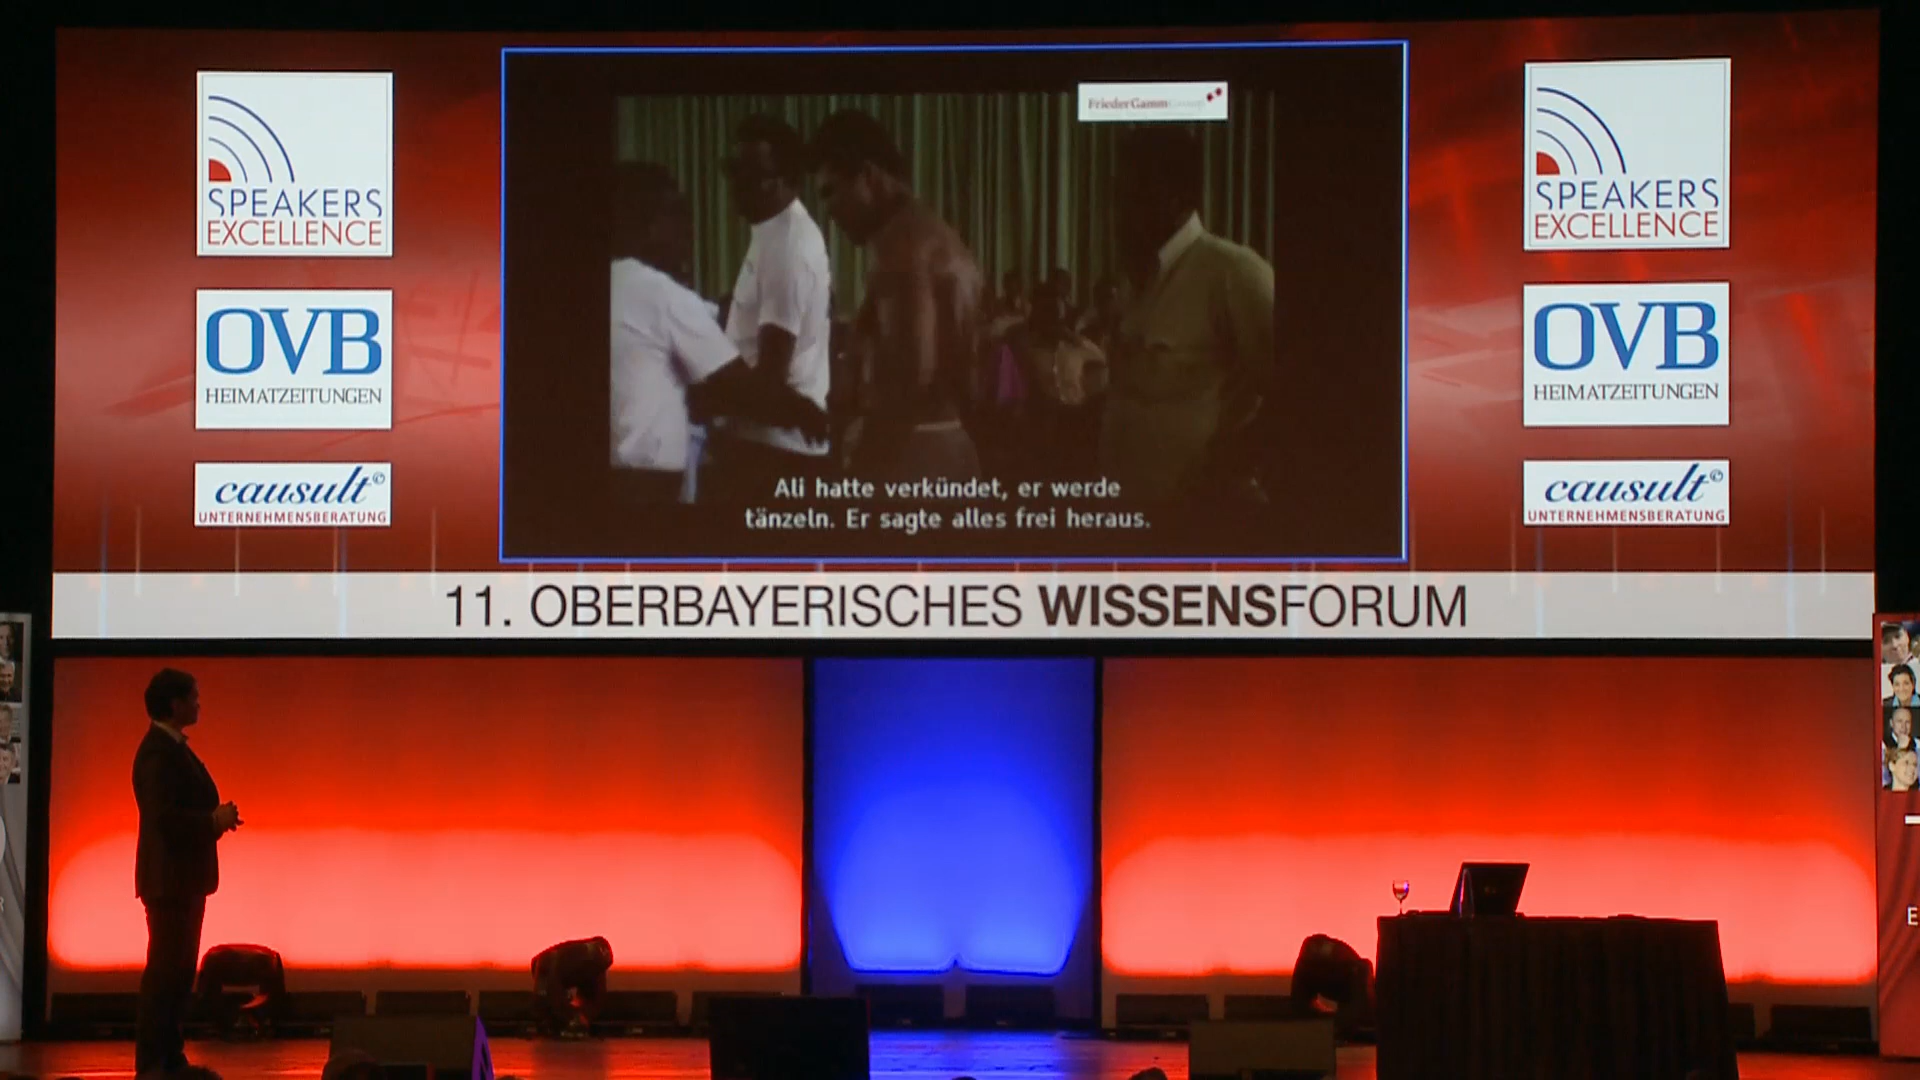 SPEAKERS
EXCELLENCE
OVB
HEIMATZEITUNGEN
causult©
UNTERNEHMENSBERATUNG
FriederGamm
Ali hatte verkündet, er werde
tänzeln. Er sagte alles frei heraus.
SPEAKERS
EXCELLENCE
OVB
HEIMATZEITUNGEN
causult©
UNTERNEHMENSBERATUNG
11. OBERBAYERISCHES WISSENSFORUM